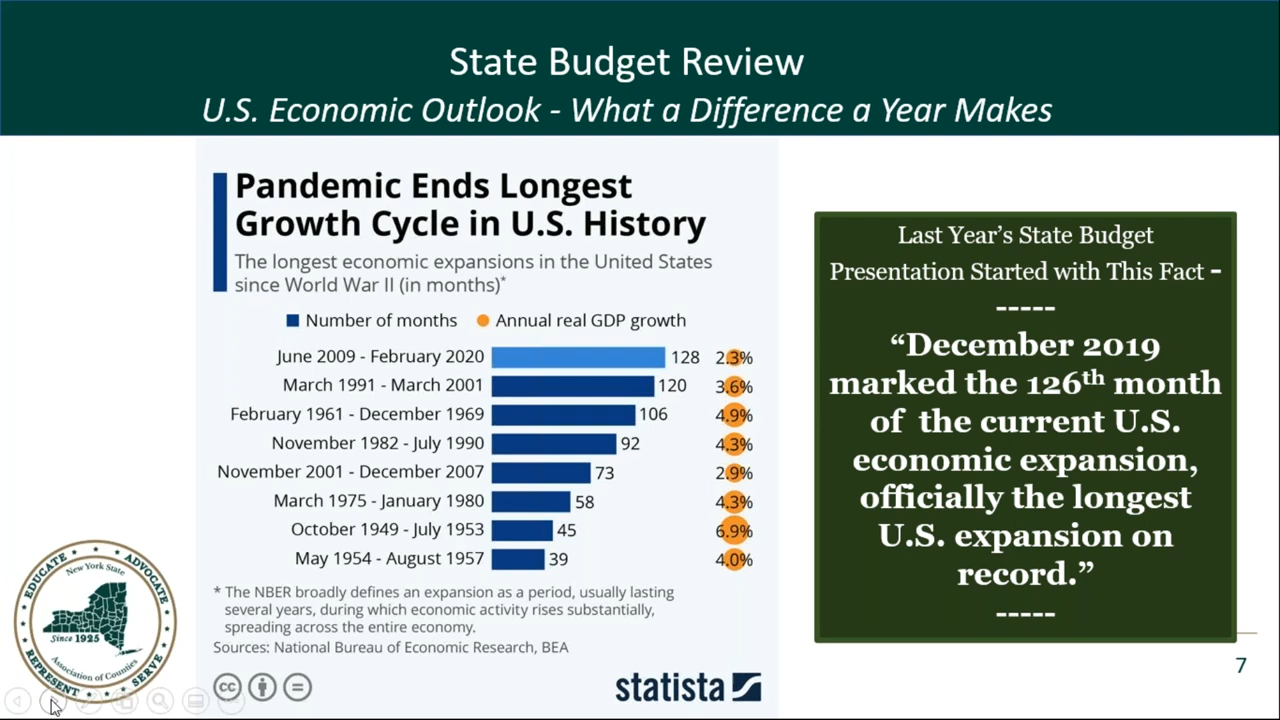 State Budget Review
U.S. Economic Outlook - What a Difference a Year Makes
Pandemic Ends Longest
Growth Cycle in U.S. History
The longest economic expansions in the United States
since World War II (in months)*
Number of months Annual real GDP growth
June 2009 - February 2020 128 2.3%
March 1991 - March 2001 120 3.6%
February 1961 - December 1969 106 4.9%
November 1982 - July 1990 92 4.3%
November 2001 - December 2007 73 2.9%
March 1975 - January 1980 58 4.3%
October 1949 - July 1953 45 6.9%
May 1954 - August 1957 39 4.0%
* The NBER broadly defines an expansion as a period, usually lasting
several years, during which economic activity rises substantially,
spreading across the entire economy.
Sources: National Bureau of Economic Research, BEA
cc
statista
Last Year's State Budget
Presentation Started with This Fact -
-----
“December 2019
marked the 126th month
of the current U.S.
economic expansion,
officially the longest
U.S. expansion on
record.”
-----
EDUCATE ADVOCATE
New York State
Since 1925
Association of Counties
REPRESENT SERVE
7